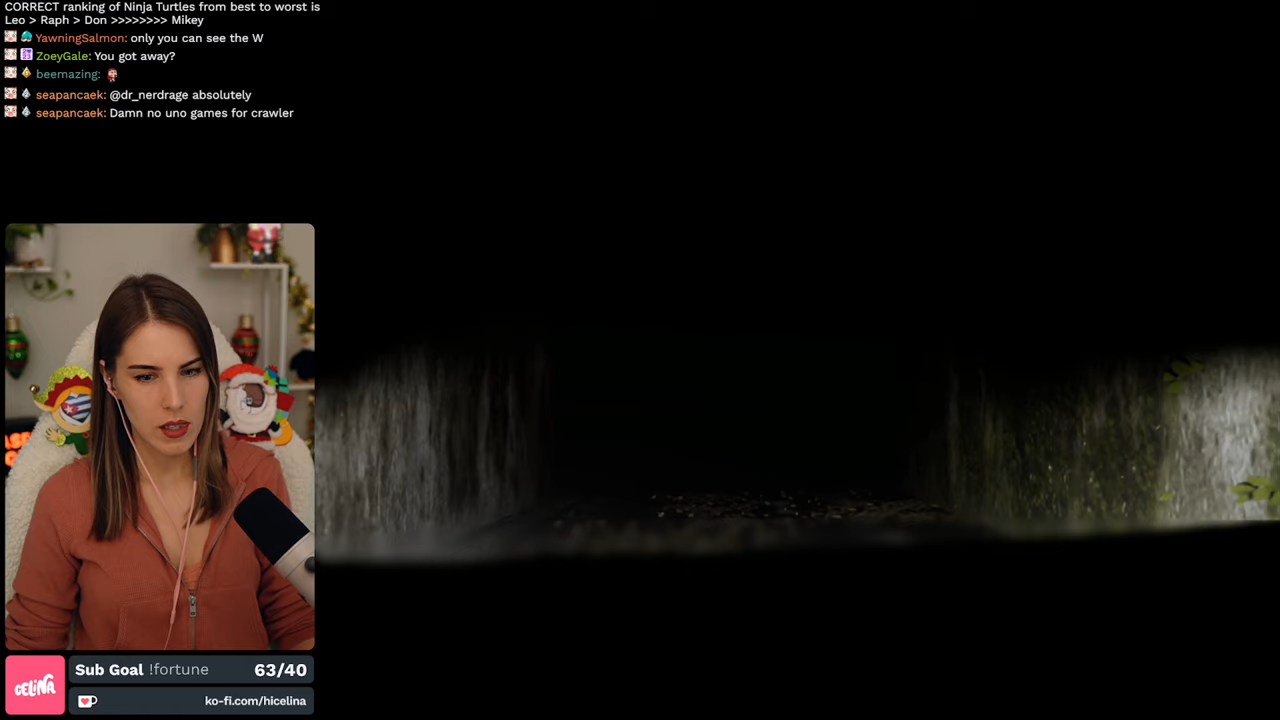 CORRECT ranking of Ninja Turtles from best to worst is
Leo > Raph > Don >>>>>>>> Mikey
YawningSalmon: only you can see the W
ZoeyGale: You got away?
beemazing:
seapancaek: @dr_nerdrage absolutely
seapancaek: Damn no uno games for crawler
CELINA
Sub Goal !fortune 63/40
ko-fi.com/hicelina